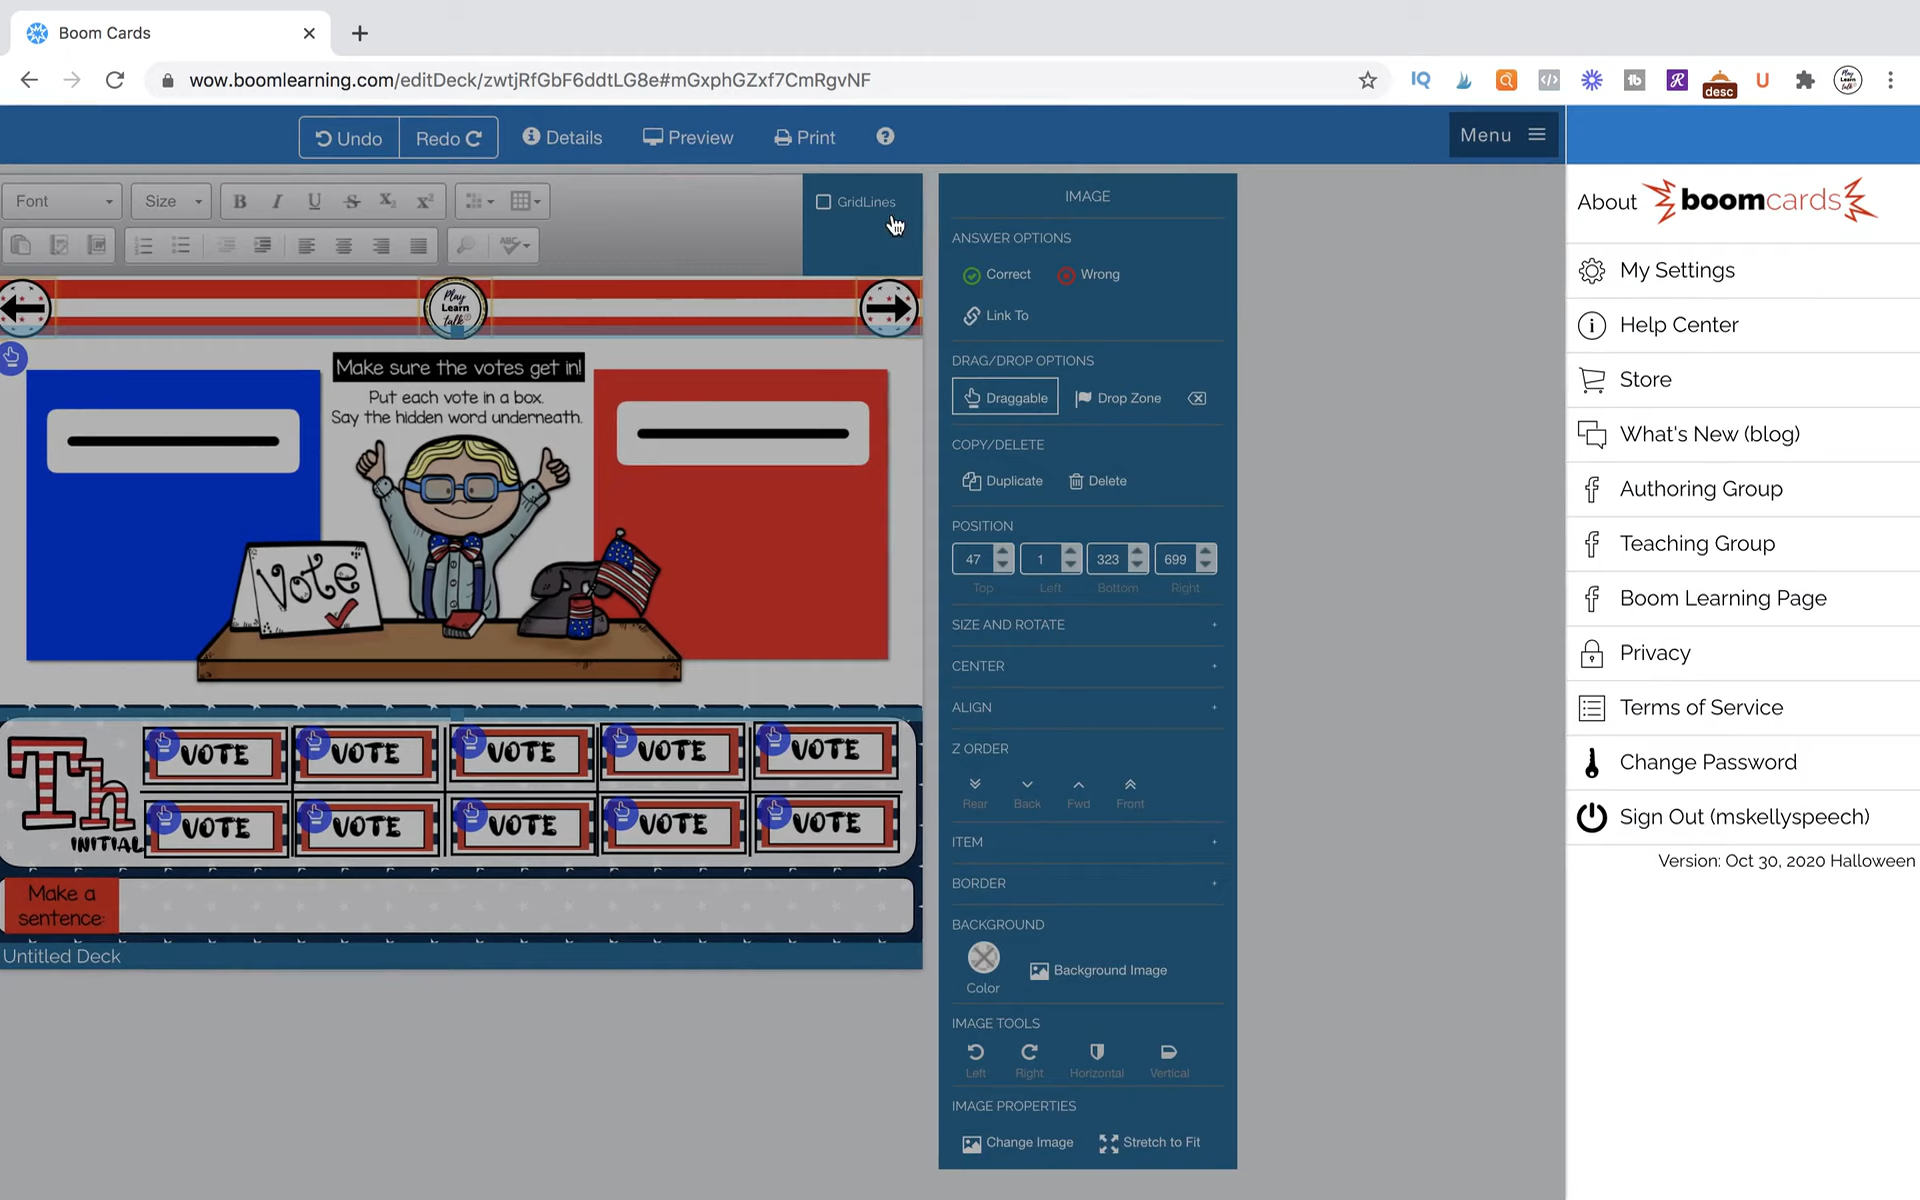 Boom Cards
wow.boomlearning.com/editDeck/zwtjRfGbF6ddtLG8e#mGxphGZxf7CmRgvNF
desc
Undo
Redo
Details
Preview
Print
Menu
Font
Size
GridLines
Play
Learn
talk
Make sure the votes get in!
Put each vote in a box.
Say the hidden word underneath.
Vote
Th
INITIAL
VOTE VOTE VOTE VOTE VOTE
VOTE VOTE VOTE VOTE VOTE
Make a
sentence:
Untitled Deck
IMAGE
ANSWER OPTIONS
Correct
Wrong
Link To
DRAG/DROP OPTIONS
Draggable
Drop Zone
COPY/DELETE
Duplicate
Delete
POSITION
47 1 323 699
Top Left Bottom Right
SIZE AND ROTATE +
CENTER +
ALIGN +
Z ORDER
Rear Back Fwd Front
ITEM +
BORDER +
BACKGROUND
Color
Background Image
IMAGE TOOLS
Left Right Horizontal Vertical
IMAGE PROPERTIES
Change Image
Stretch to Fit
About boomcards
My Settings
Help Center
Store
What's New (blog)
Authoring Group
Teaching Group
Boom Learning Page
Privacy
Terms of Service
Change Password
Sign Out (mskellyspeech)
Version: Oct 30, 2020 Halloween